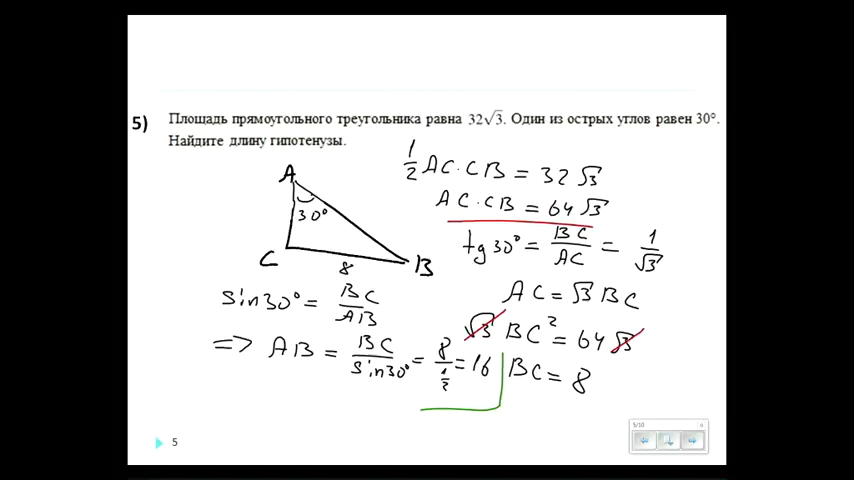 5) Площадь прямоугольного треугольника равна 32√3. Один из острых углов равен 30°.
Найдите длину гипотенузы.
1/2 AC·CB = 32√3
AC·CB = 64√3
tg30° = BC/AC = 1/√3
AC = √3 BC
√3 BC² = 64√3
BC = 8
A
30°
C
8
B
sin30° = BC/AB
=> AB = BC/sin30° = 8/(1/2) = 16
5
5/10